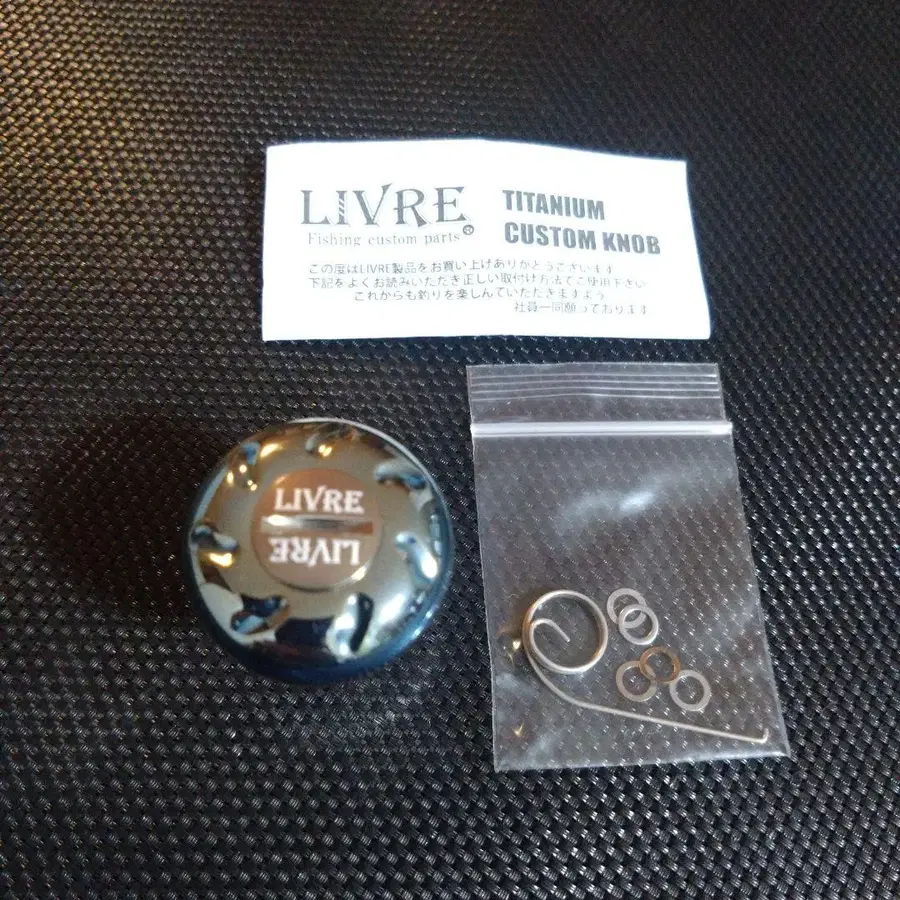 LIVRE
Fishing custom parts
TITANIUM
CUSTOM KNOB
この度はLIVRE製品をお買い上げありがとうございます
下記をよくお読みいただき正しい取付け方法でご使用下さい
これからも釣りを楽しんでいただきますよう
社員一同願っております
LIVRE
LIVRE